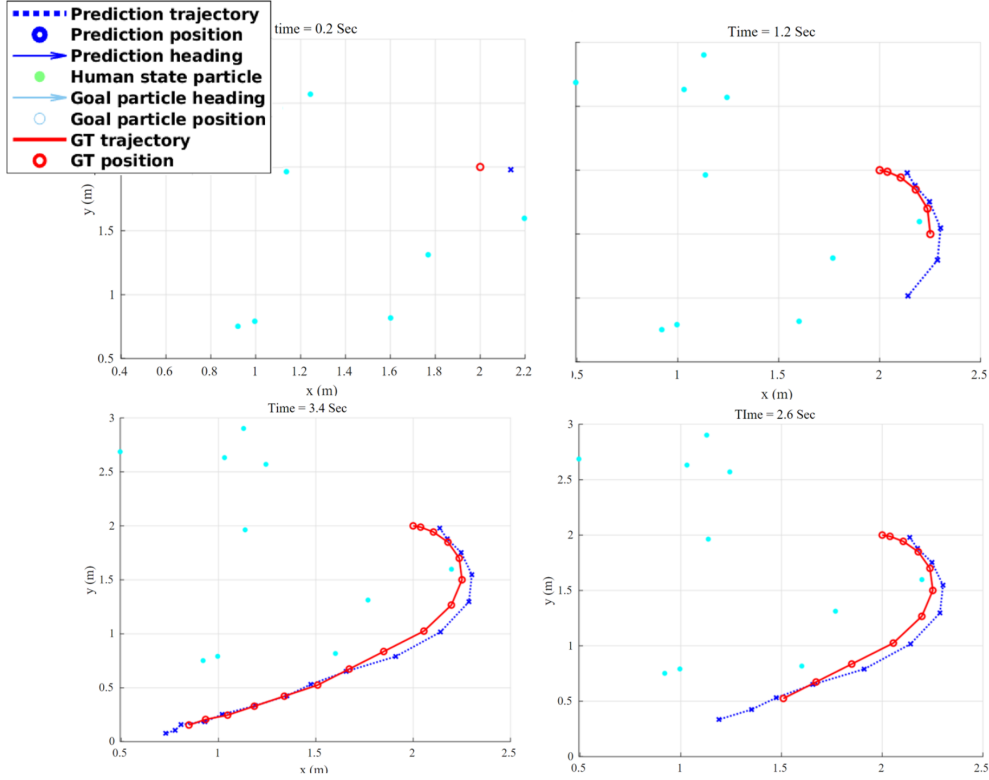 Prediction trajectory
Prediction position
Prediction heading
Human state particle
Goal particle heading
Goal particle position
GT trajectory
GT position
time = 0.2 Sec
y (m)
1.5
1
0.5
0.4 0.6 0.8 1 1.2 1.4 1.6 1.8 2 2.2
x (m)
Time = 1.2 Sec
.5 1 1.5 2 2.5
x (m)
Time = 3.4 Sec
y (m)
3
2.5
2
1.5
1
0.5
0
0.5 1 1.5 2 2.5
x (m)
TIme = 2.6 Sec
y (m)
3
2.5
2
1.5
1
0.5
0
0.5 1 1.5 2 2.5